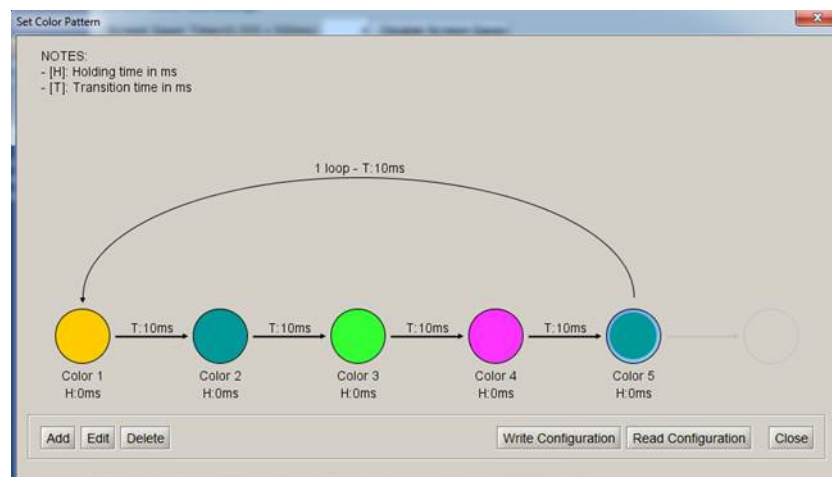 Set Color Pattern
NOTES:
- [H]: Holding time in ms
- [T]: Transition time in ms
1 loop - T:10ms
T:10ms T:10ms T:10ms T:10ms
Color 1 Color 2 Color 3 Color 4 Color 5
H:0ms H:0ms H:0ms H:0ms H:0ms
Add Edit Delete Write Configuration Read Configuration Close